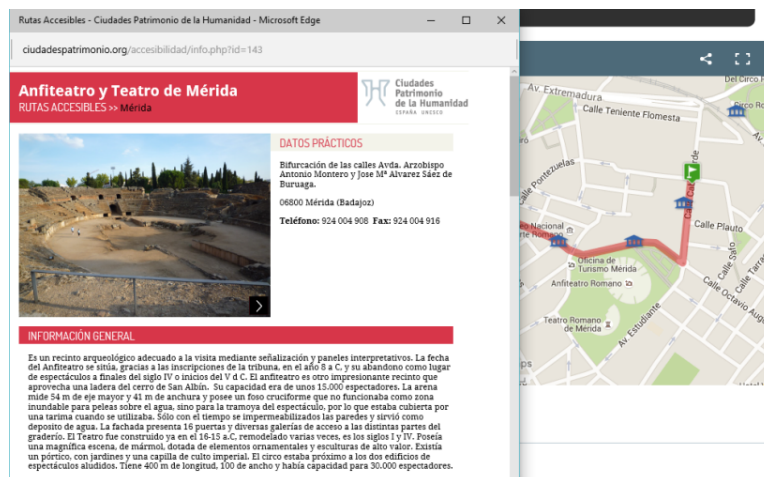 Rutas Accesibles - Ciudades Patrimonio de la Humanidad - Microsoft Edge
ciudadespatrimonio.org/accesibilidad/info.php?id=143
Anfiteatro y Teatro de Mérida
RUTAS ACCESIBLES >> Mérida
Ciudades
Patrimonio
de la Humanidad
ESPAÑA UNESCO
DATOS PRÁCTICOS
Bifurcación de las calles Avda. Arzobispo
Antonio Montero y Jose Mª Alvarez Sáez de
Buruaga.
06800 Mérida (Badajoz)
Teléfono: 924 004 908 Fax: 924 004 916
INFORMACIÓN GENERAL
Es un recinto arqueológico adecuado a la visita mediante señalización y paneles interpretativos. La fecha
del Anfiteatro se sitúa, gracias a las inscripciones de la tribuna, en el año 8 a C, y su abandono como lugar
de espectáculos a finales del siglo IV o inicios del V d C. El anfiteatro es otro impresionante recinto que
aprovecha una ladera del cerro de San Albín. Su capacidad era de unos 15.000 espectadores. La arena
mide 54 m de eje mayor y 41 m de anchura y posee un foso cruciforme que no funcionaba como zona
inundable para peleas sobre el agua, sino para la tramoya del espectáculo, por lo que estaba cubierta por
una tarima cuando se utilizaba. Sólo con el tiempo se impermeabilizados las paredes y sirvió como
deposito de agua. La fachada presenta 16 puertas y diversas galerías de acceso a las distintas partes del
graderío. El Teatro fue construido ya en el 16-15 a.C, remodelado varias veces, es los siglos I y IV. Poseía
una magnífica escena, de mármol, dotada de elementos ornamentales y esculturas de alto valor. Existía
un pórtico, con jardines y una capilla de culto imperial. El circo estaba próximo a los dos edificios de
espectáculos aludidos. Tiene 400 m de longitud, 100 de ancho y había capacidad para 30.000 espectadores.
Del Circo
Av. Extremadura
Calle Teniente Flomesta
Pontezuelas
Calle Plauto
Nacional
Romano
Oficina de
Turismo Mérida
Anfiteatro Romano
Calle
Calle Octavio
Teatro Romano
de Mérida
Av. Estudiante